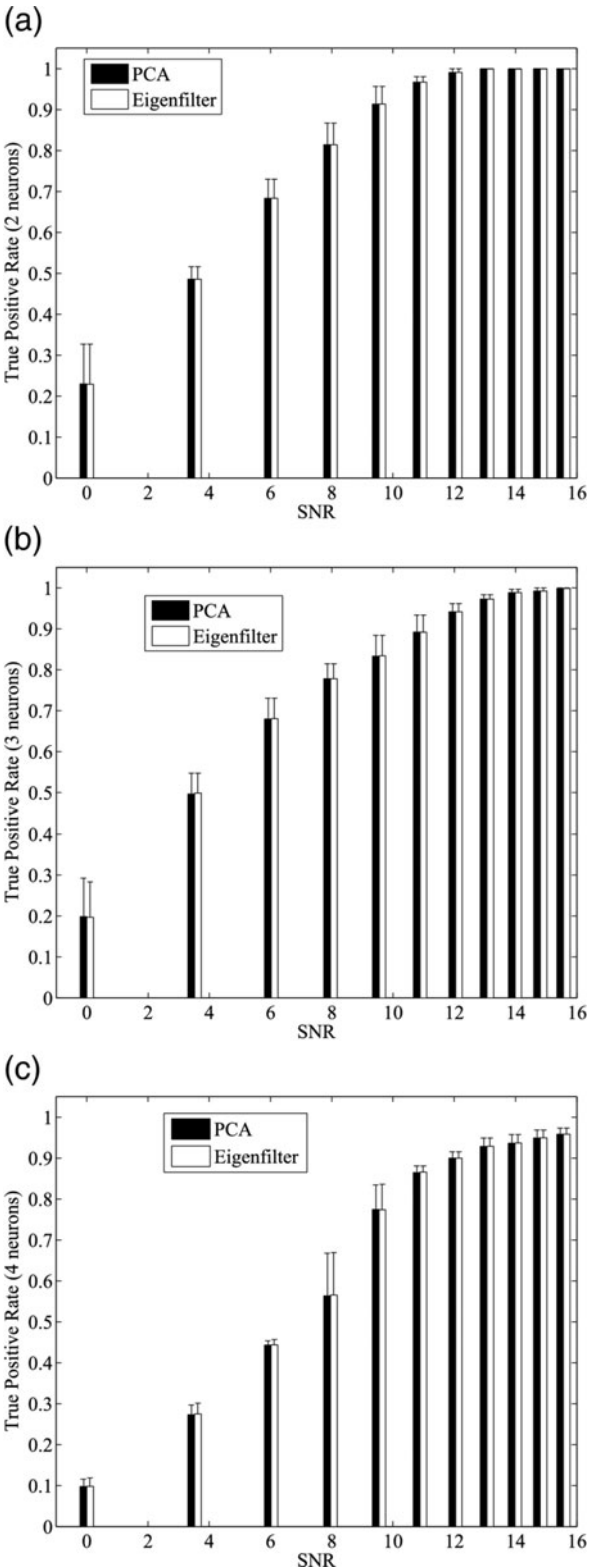 (a)
PCA
Eigenfilter
True Positive Rate (2 neurons)
1
0.9
0.8
0.7
0.6
0.5
0.4
0.3
0.2
0.1
0
0 2 4 6 8 10 12 14 16
SNR
(b)
PCA
Eigenfilter
True Positive Rate (3 neurons)
1
0.9
0.8
0.7
0.6
0.5
0.4
0.3
0.2
0.1
0
0 2 4 6 8 10 12 14 16
SNR
(c)
PCA
Eigenfilter
True Positive Rate (4 neurons)
1
0.9
0.8
0.7
0.6
0.5
0.4
0.3
0.2
0.1
0
0 2 4 6 8 10 12 14 16
SNR